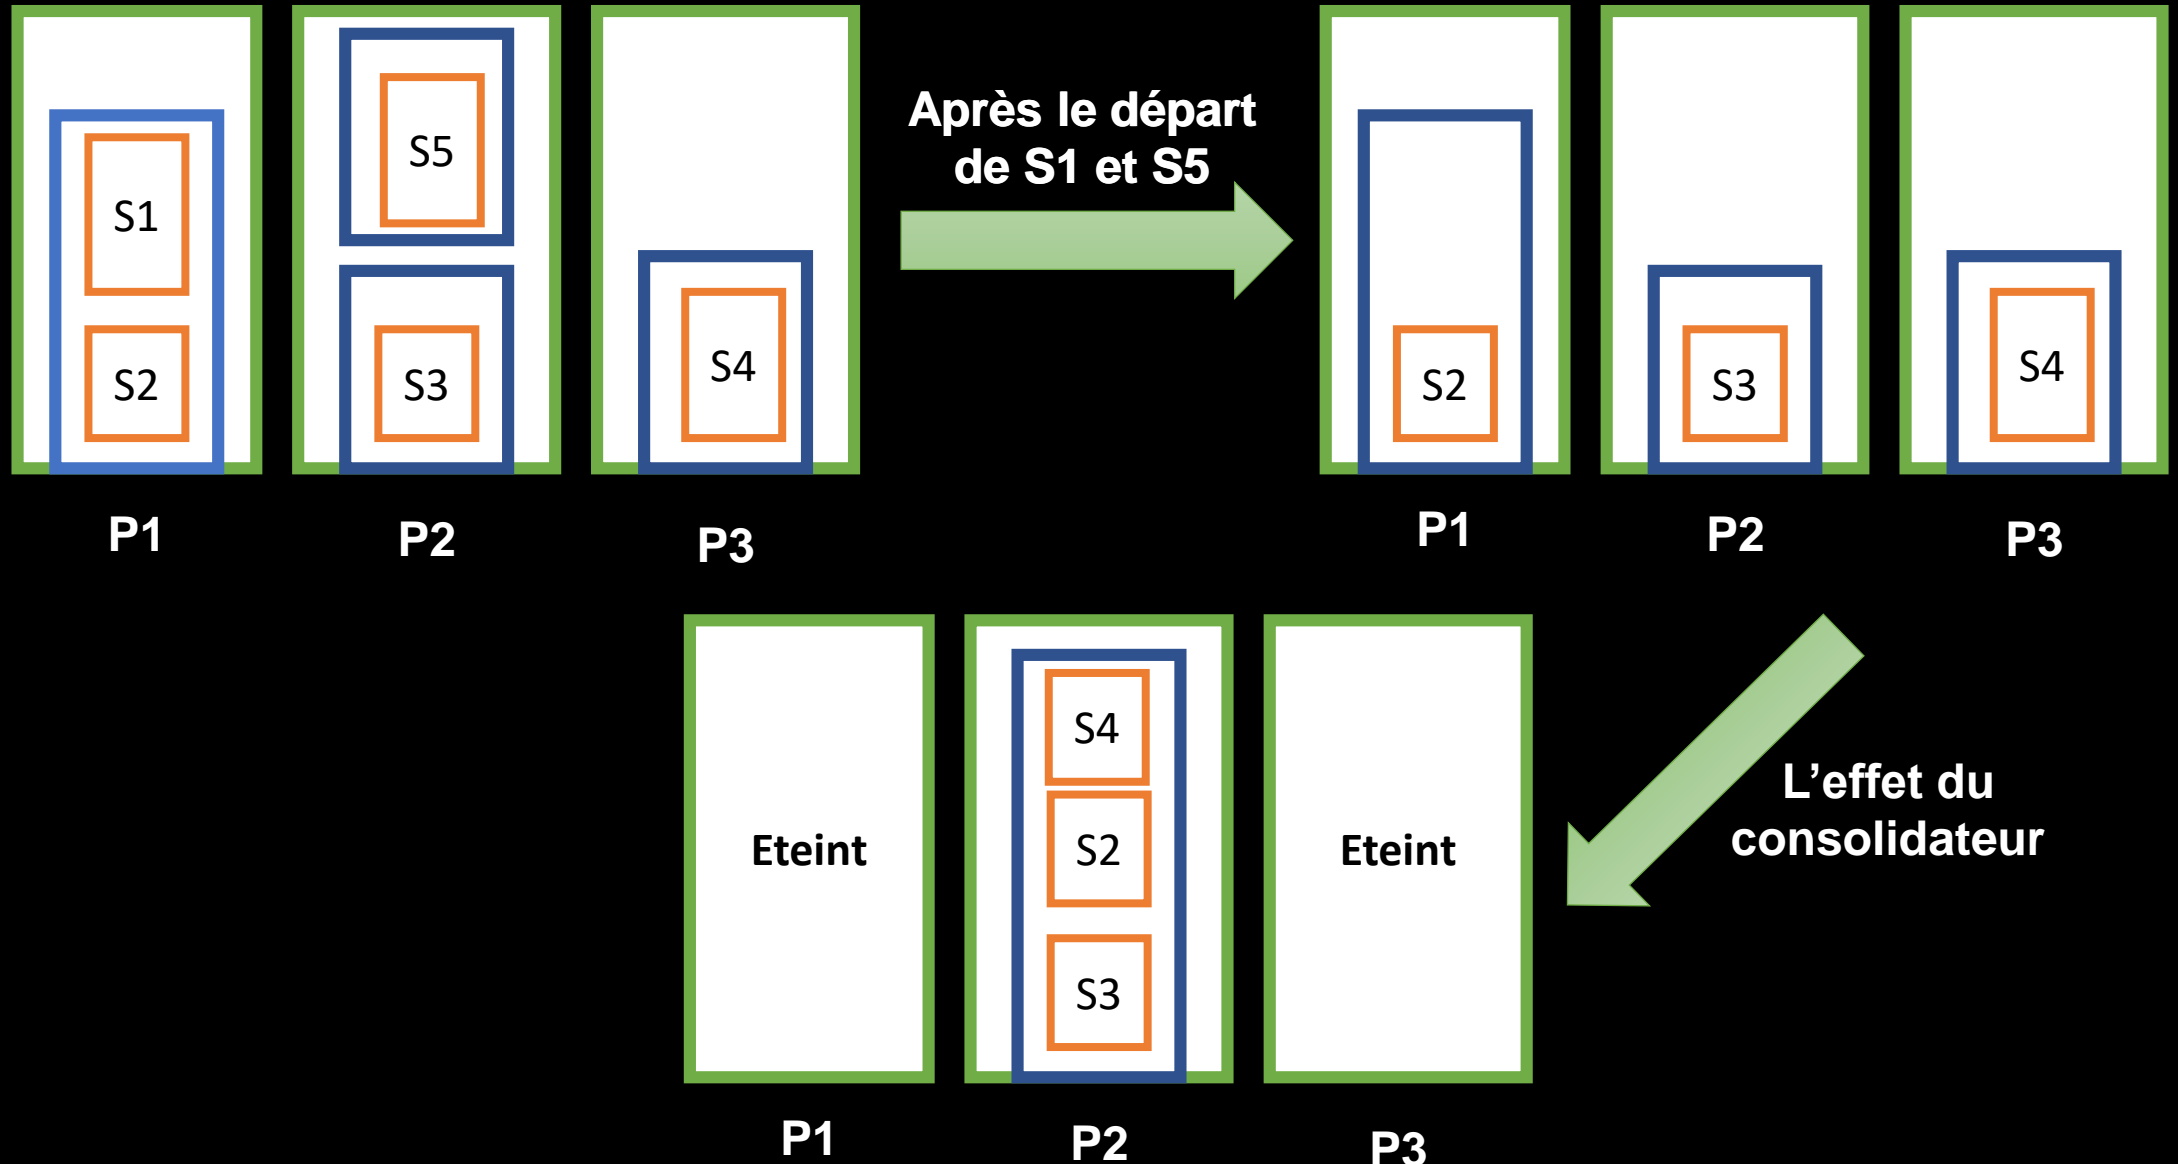 S1
S2
P1
S5
S3
P2
S4
P3
Après le départ
de S1 et S5
S2
P1
S3
P2
S4
P3
L’effet du
consolidateur
Eteint
P1
S4
S2
S3
P2
Eteint
P3